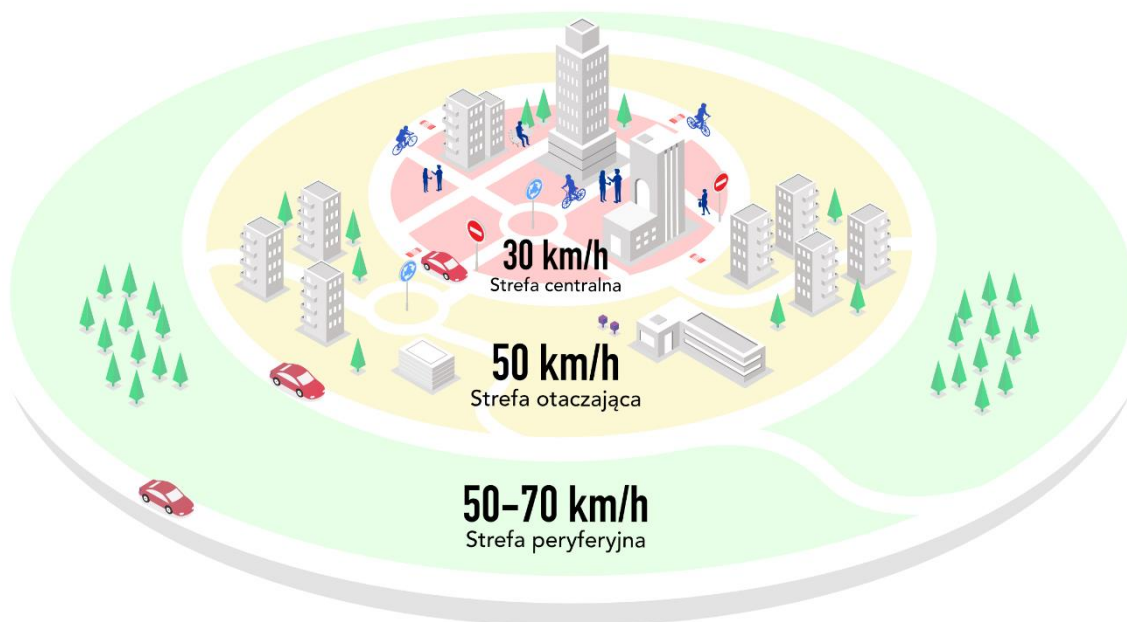 30 km/h
Strefa centralna
50 km/h
Strefa otaczająca
50–70 km/h
Strefa peryferyjna